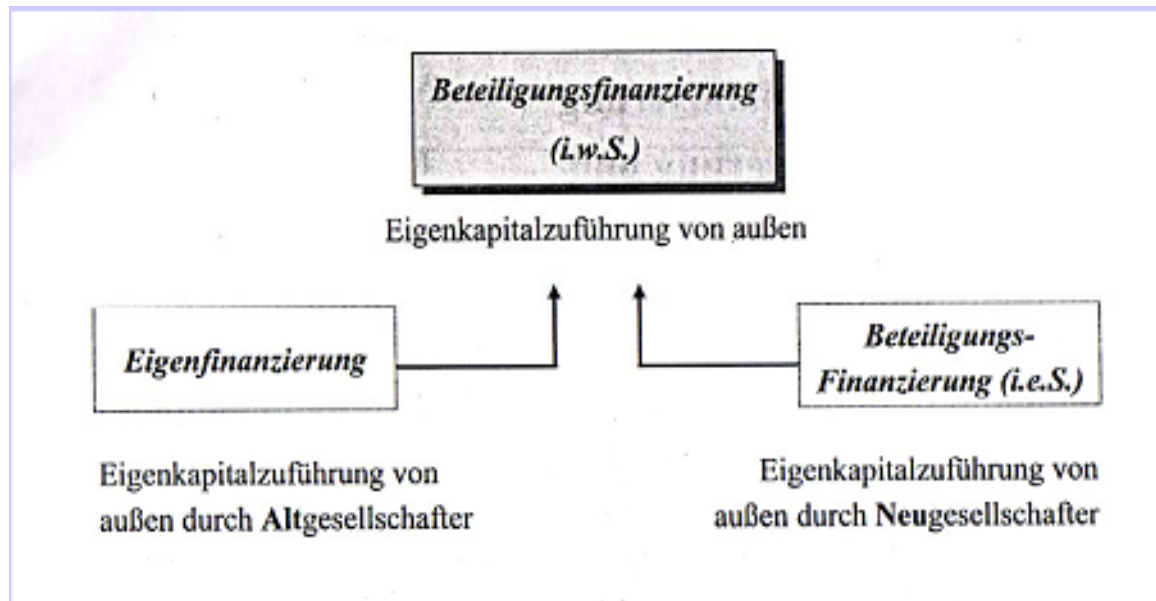 Beteiligungsfinanzierung
(i.w.S.)
Eigenkapitalzuführung von außen
Eigenfinanzierung
Beteiligungs-
Finanzierung (i.e.S.)
Eigenkapitalzuführung von
außen durch Altgesellschafter
Eigenkapitalzuführung von
außen durch Neugesellschafter